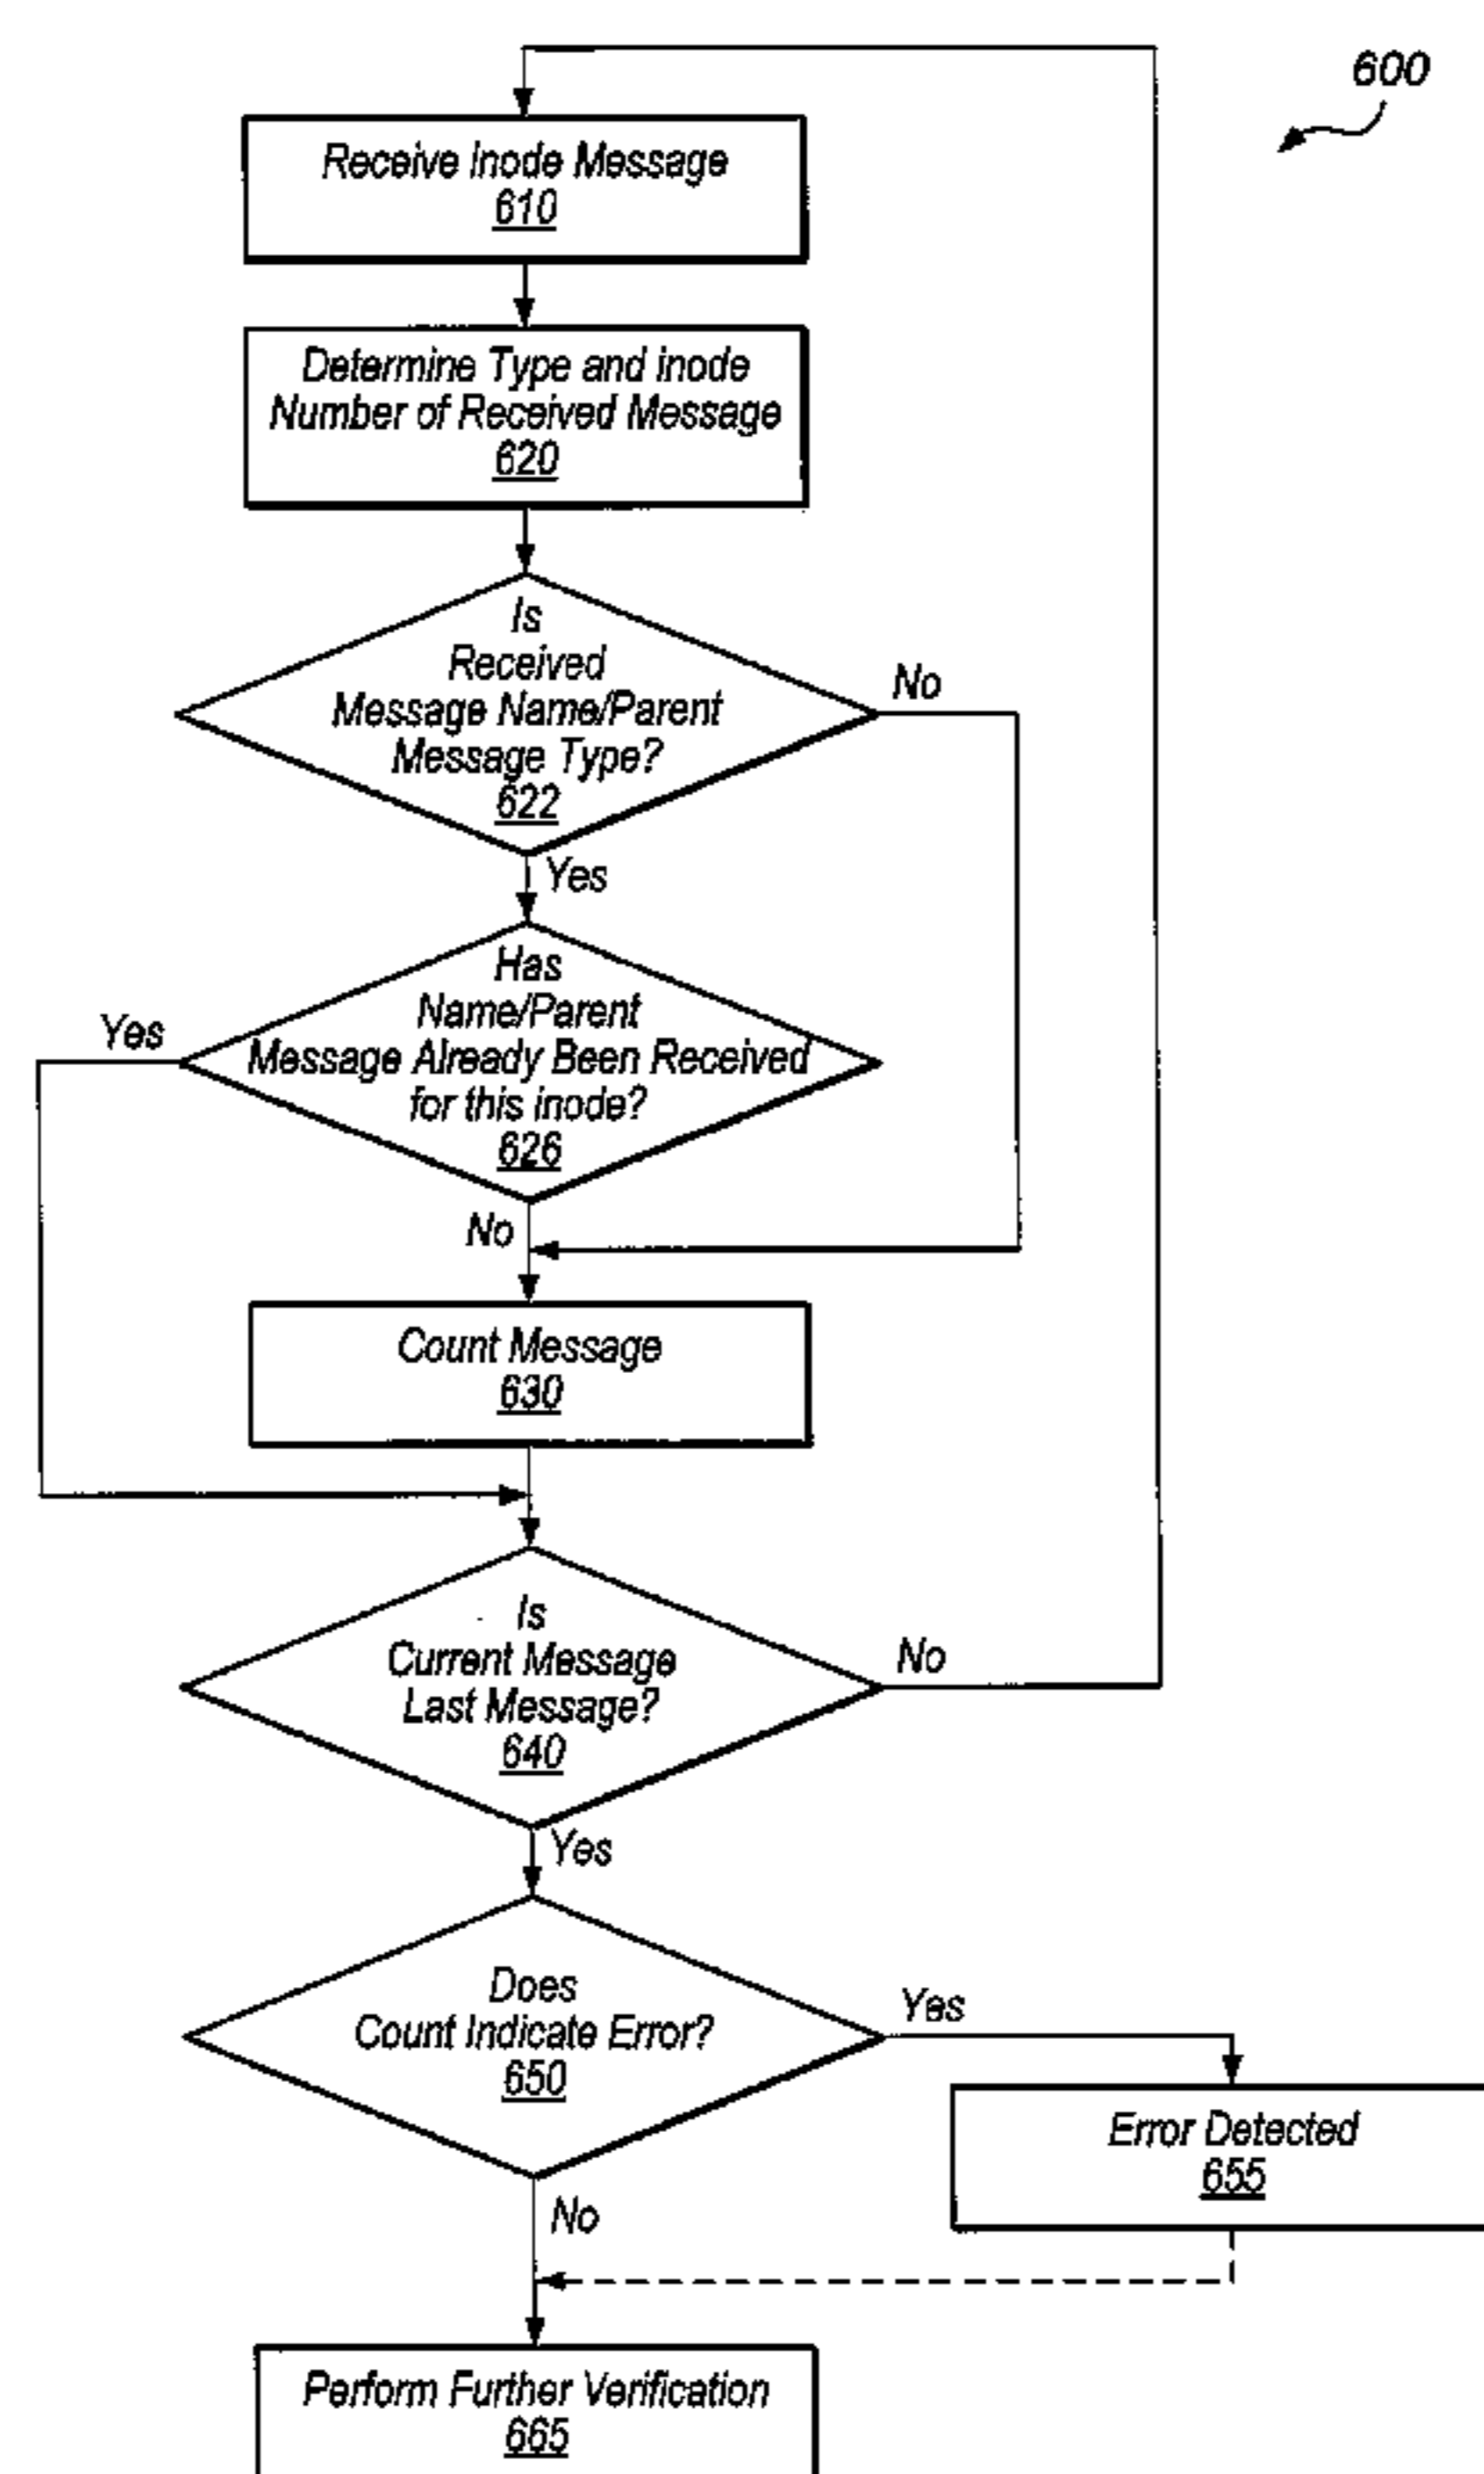 600
Receive Inode Message
610
Determine Type and inode
Number of Received Message
620
Is
Received
Message Name/Parent
Message Type?
622
No
Yes
Has
Name/Parent
Message Already Been Received
for this inode?
626
Yes
No
Count Message
630
Is
Current Message
Last Message?
640
No
Yes
Does
Count Indicate Error?
650
Yes
Error Detected
655
No
Perform Further Verification
665